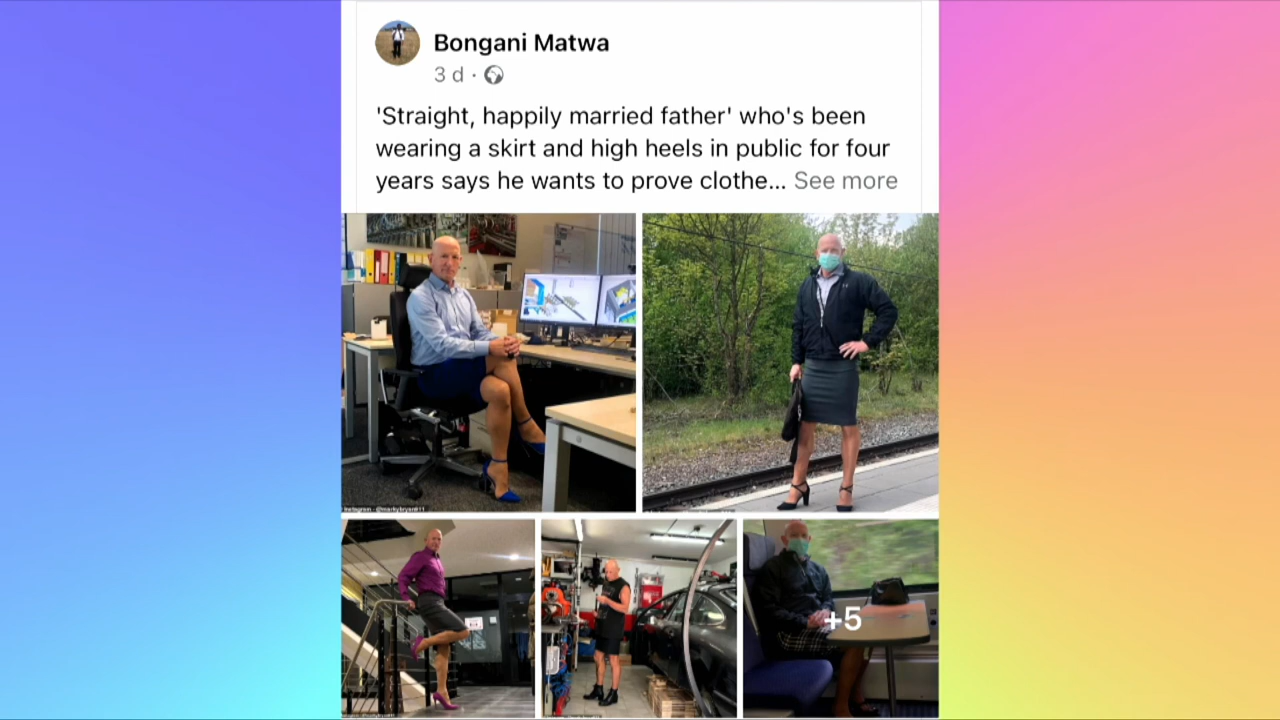 Bongani Matwa
3 d ·
'Straight, happily married father' who's been
wearing a skirt and high heels in public for four
years says he wants to prove clothe... See more
+5